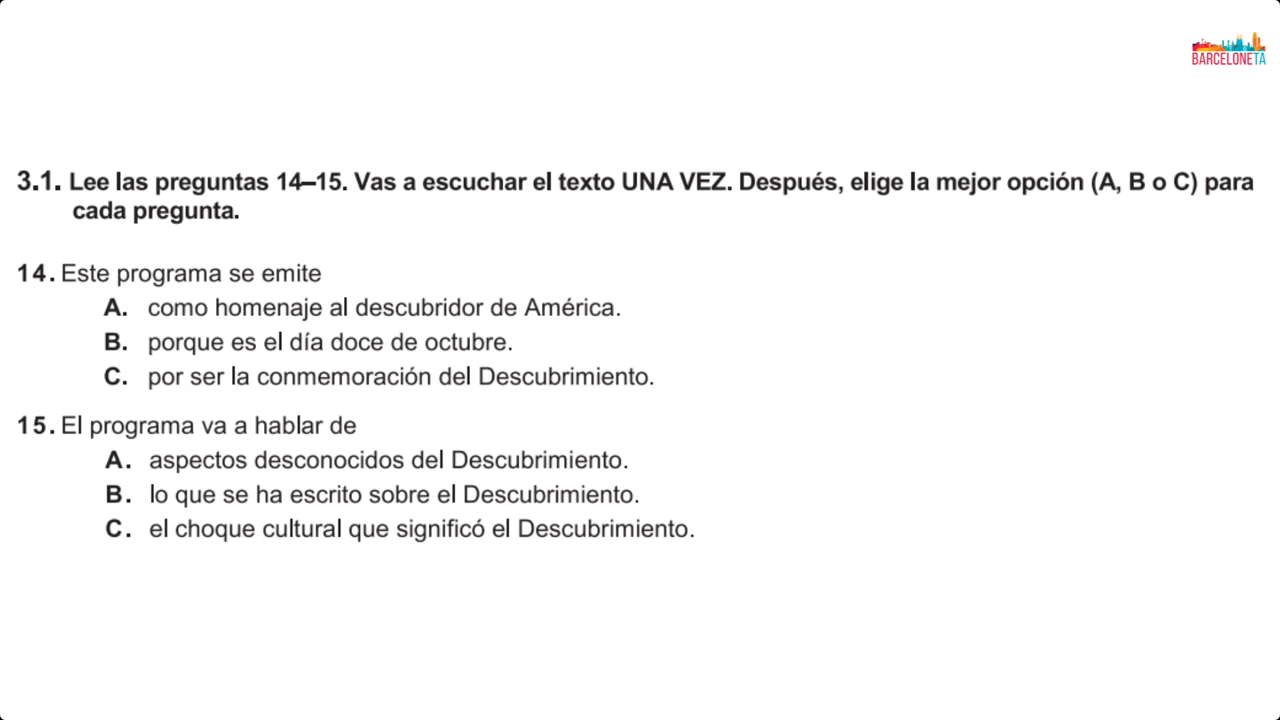 BARCELONETA
3.1. Lee las preguntas 14–15. Vas a escuchar el texto UNA VEZ. Después, elige la mejor opción (A, B o C) para
cada pregunta.
14. Este programa se emite
A. como homenaje al descubridor de América.
B. porque es el día doce de octubre.
C. por ser la conmemoración del Descubrimiento.
15. El programa va a hablar de
A. aspectos desconocidos del Descubrimiento.
B. lo que se ha escrito sobre el Descubrimiento.
C. el choque cultural que significó el Descubrimiento.